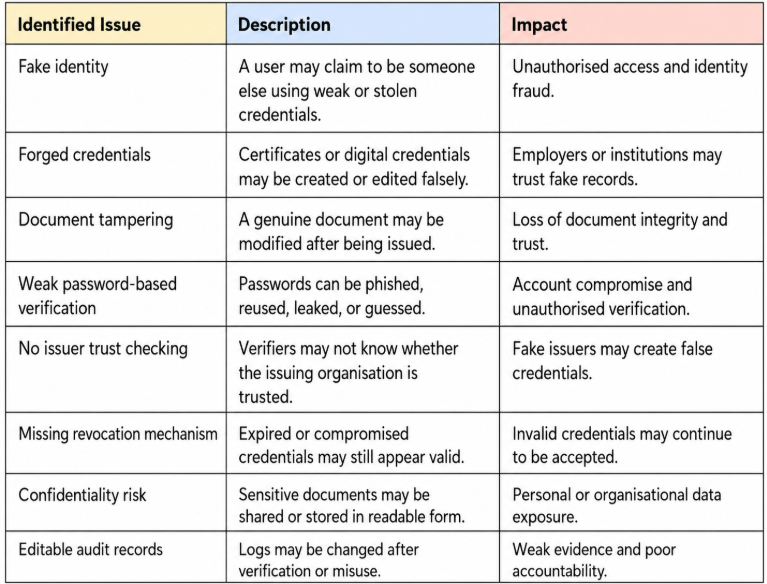 Identified Issue
Description
Impact
Fake identity
A user may claim to be someone
else using weak or stolen
credentials.
Unauthorised access and identity
fraud.
Forged credentials
Certificates or digital credentials
may be created or edited falsely.
Employers or institutions may
trust fake records.
Document tampering
A genuine document may be
modified after being issued.
Loss of document integrity and
trust.
Weak password-based
verification
Passwords can be phished,
reused, leaked, or guessed.
Account compromise and
unauthorised verification.
No issuer trust checking
Verifiers may not know whether
the issuing organisation is
trusted.
Fake issuers may create false
credentials.
Missing revocation mechanism
Expired or compromised
credentials may still appear valid.
Invalid credentials may continue
to be accepted.
Confidentiality risk
Sensitive documents may be
shared or stored in readable form.
Personal or organisational data
exposure.
Editable audit records
Logs may be changed after
verification or misuse.
Weak evidence and poor
accountability.